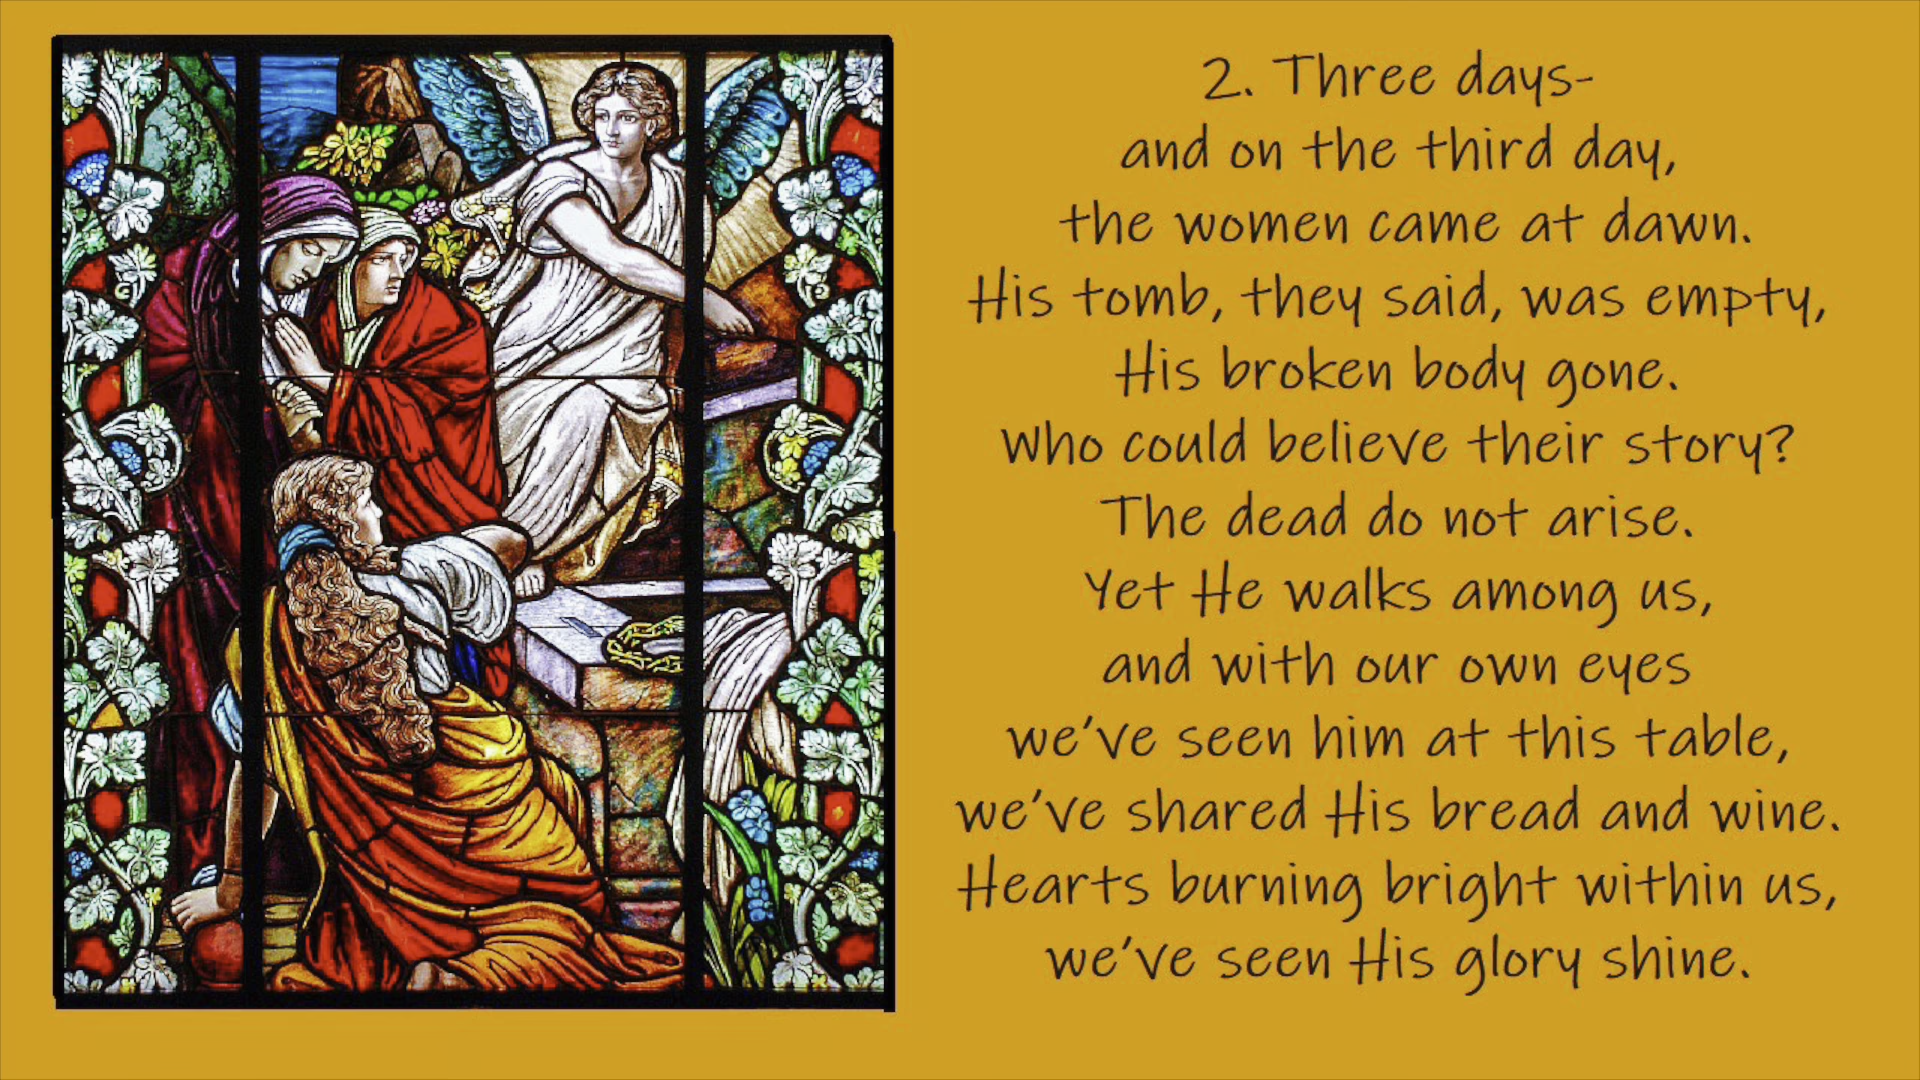 2. Three days-
and on the third day,
the women came at dawn.
His tomb, they said, was empty,
His broken body gone.
Who could believe their story?
The dead do not arise.
Yet He walks among us,
and with our own eyes
we've seen him at this table,
we've shared His bread and wine.
Hearts burning bright within us,
we've seen His glory shine.